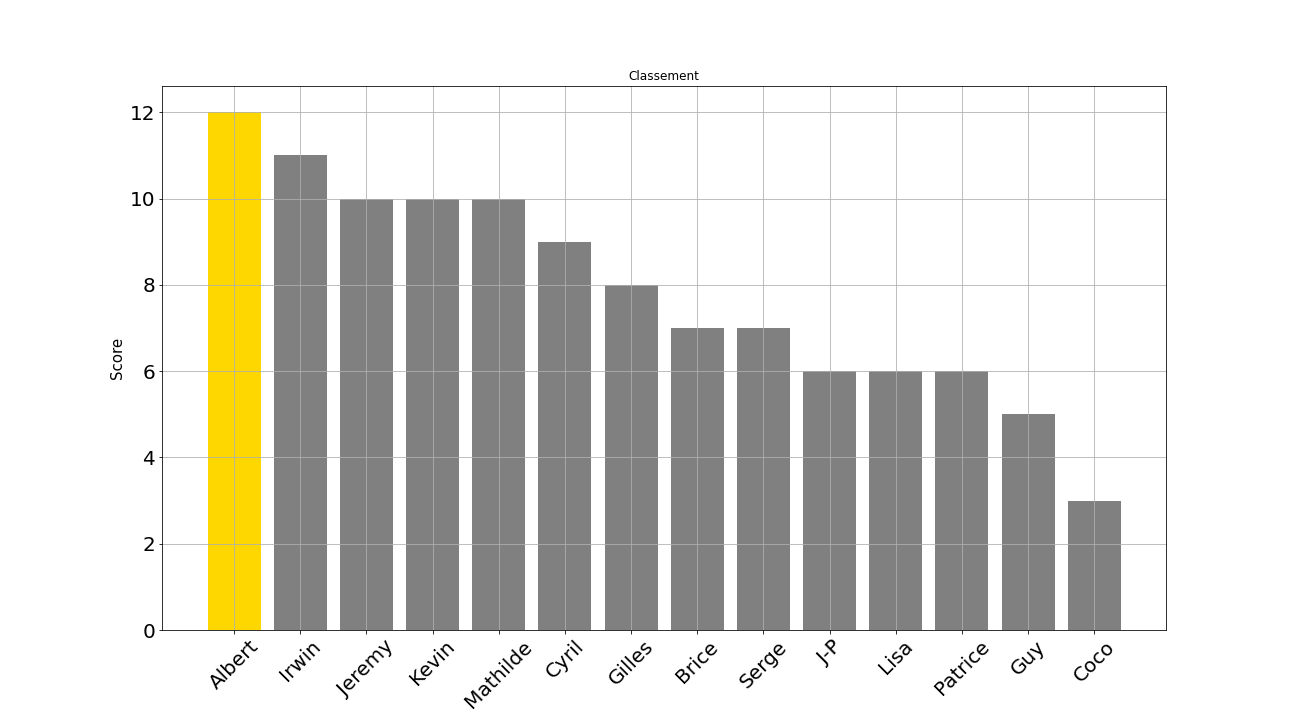 Classement
Score
12
10
8
6
4
2
0
Albert
Irwin
Jeremy
Kevin
Mathilde
Cyril
Gilles
Brice
Serge
J-P
Lisa
Patrice
Guy
Coco